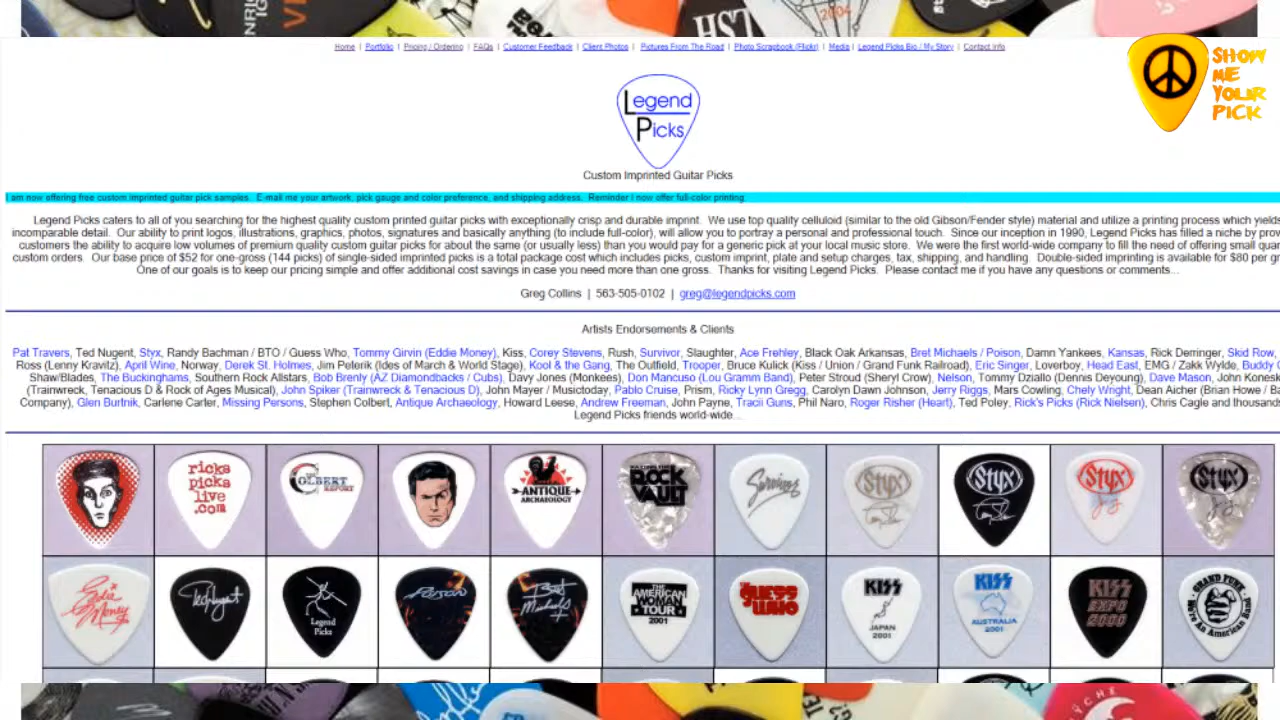 HST
2004
Home | Portfolio | Pricing / Ordering | FAQs | Customer Feedback | Client Photos | Pictures From The Road | Photo Scrapbook (Flickr) | Media | Legend Picks Bio / My Story | Contact Info
SHOW
ME
YOUR
PICK
Legend
Picks
Custom Imprinted Guitar Picks
I am now offering free custom imprinted guitar pick samples. E-mail me your artwork, pick gauge and color preference, and shipping address. Reminder I now offer full-color printing.
Legend Picks caters to all of you searching for the highest quality custom printed guitar picks with exceptionally crisp and durable imprint. We use top quality celluloid (similar to the old Gibson/Fender style) material and utilize a printing process which yields
incomparable detail. Our ability to print logos, illustrations, graphics, photos, signatures and basically anything (to include full-color), will allow you to portray a personal and professional touch. Since our inception in 1990, Legend Picks has filled a niche by prov
customers the ability to acquire low volumes of premium quality custom guitar picks for about the same (or usually less) than you would pay for a generic pick at your local music store. We were the first world-wide company to fill the need of offering small quar
custom orders. Our base price of $52 for one-gross (144 picks) of single-sided imprinted picks is a total package cost which includes picks, custom imprint, plate and setup charges, tax, shipping, and handling. Double-sided imprinting is available for $80 per gr
One of our goals is to keep our pricing simple and offer additional cost savings in case you need more than one gross. Thanks for visiting Legend Picks. Please contact me if you have any questions or comments...
Greg Collins | 563-505-0102 | greg@legendpicks.com
Artists Endorsements & Clients
Pat Travers, Ted Nugent, Styx, Randy Bachman / BTO / Guess Who, Tommy Girvin (Eddie Money), Kiss, Corey Stevens, Rush, Survivor, Slaughter, Ace Frehley, Black Oak Arkansas, Bret Michaels / Poison, Damn Yankees, Kansas, Rick Derringer, Skid Row,
Ross (Lenny Kravitz), April Wine, Norway, Derek St. Holmes, Jim Peterik (Ides of March & World Stage), Kool & the Gang, The Outfield, Trooper, Bruce Kulick (Kiss / Union / Grand Funk Railroad), Eric Singer, Loverboy, Head East, EMG / Zakk Wylde, Buddy
Shaw/Blades, The Buckinghams, Southern Rock Allstars, Bob Brenly (AZ Diamondbacks / Cubs), Davy Jones (Monkees), Don Mancuso (Lou Gramm Band), Peter Stroud (Sheryl Crow), Nelson, Tommy Dziallo (Dennis Deyoung), Dave Mason, John Konesk
(Trainwreck, Tenacious D & Rock of Ages Musical), John Spiker (Trainwreck & Tenacious D), John Mayer / Musictoday, Pablo Cruise, Prism, Ricky Lynn Gregg, Carolyn Dawn Johnson, Jerry Riggs, Mars Cowling, Chely Wright, Dean Aicher (Brian Howe / Ba
Company), Glen Burtnik, Carlene Carter, Missing Persons, Stephen Colbert, Antique Archaeology, Howard Leese, Andrew Freeman, John Payne, Tracii Guns, Phil Naro, Roger Risher (Heart), Ted Poley, Rick's Picks (Rick Nielsen), Chris Cagle and thousand
Legend Picks friends world-wide...
ricks
picks
live
.com
THE
COLBERT
REPORT
ANTIQUE
ARCHAEOLOGY
ROCK
VAULT
Survivor
Styx
Styx
Styx
Styx
Eddie Money
Ted Nugent
Legend
Picks
Poison
Bret Michaels
THE
AMERICAN
WOMAN
TOUR
2001
THE
GUESS
WHO
KISS
JAPAN
2001
KISS
AUSTRALIA
2001
KISS
EXPO
2000
GRAND FUNK
We're An American Band